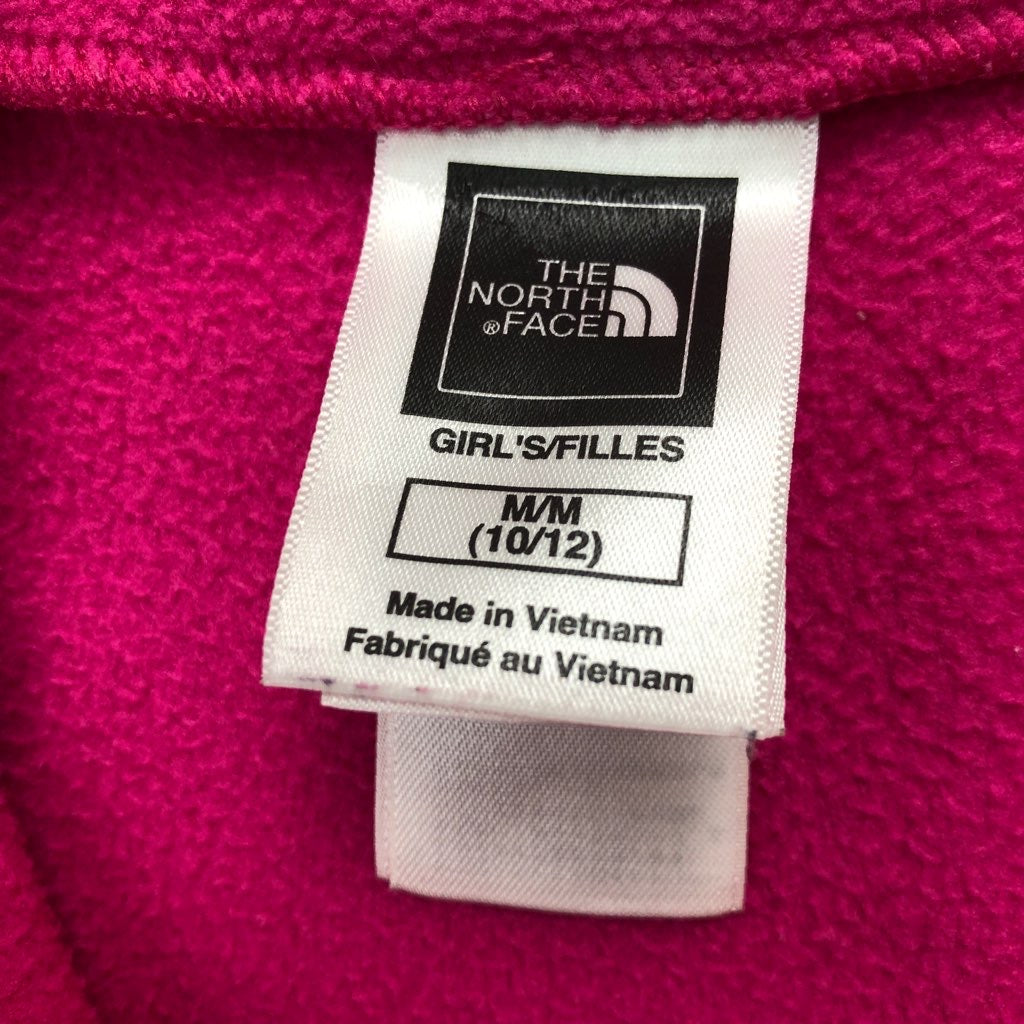 THE
NORTH
®FACE
GIRL'S/FILLES
M/M
(10/12)
Made in Vietnam
Fabriqué au Vietnam